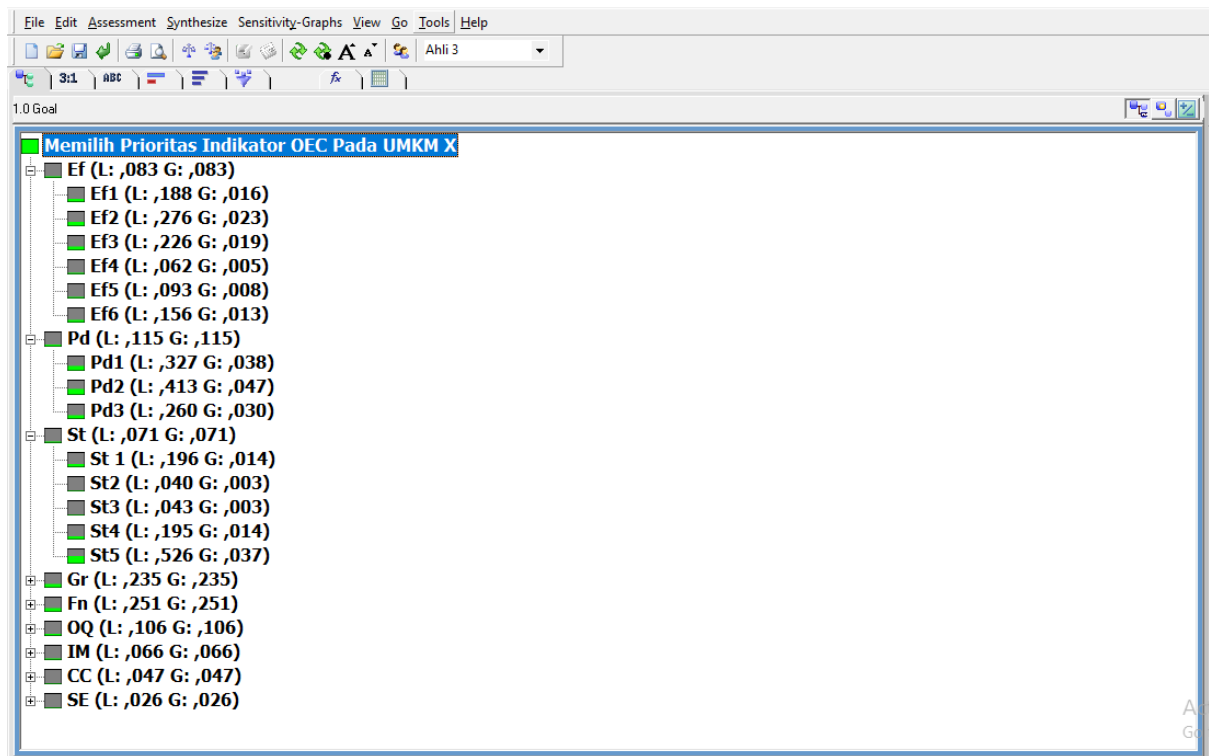 File Edit Assessment Synthesize Sensitivity-Graphs View Go Tools Help
A A Ahli 3
3:1 ABC fx
1.0 Goal
Memilih Prioritas Indikator OEC Pada UMKM X
Ef (L: ,083 G: ,083)
Ef1 (L: ,188 G: ,016)
Ef2 (L: ,276 G: ,023)
Ef3 (L: ,226 G: ,019)
Ef4 (L: ,062 G: ,005)
Ef5 (L: ,093 G: ,008)
Ef6 (L: ,156 G: ,013)
Pd (L: ,115 G: ,115)
Pd1 (L: ,327 G: ,038)
Pd2 (L: ,413 G: ,047)
Pd3 (L: ,260 G: ,030)
St (L: ,071 G: ,071)
St 1 (L: ,196 G: ,014)
St2 (L: ,040 G: ,003)
St3 (L: ,043 G: ,003)
St4 (L: ,195 G: ,014)
St5 (L: ,526 G: ,037)
Gr (L: ,235 G: ,235)
Fn (L: ,251 G: ,251)
OQ (L: ,106 G: ,106)
IM (L: ,066 G: ,066)
CC (L: ,047 G: ,047)
SE (L: ,026 G: ,026)